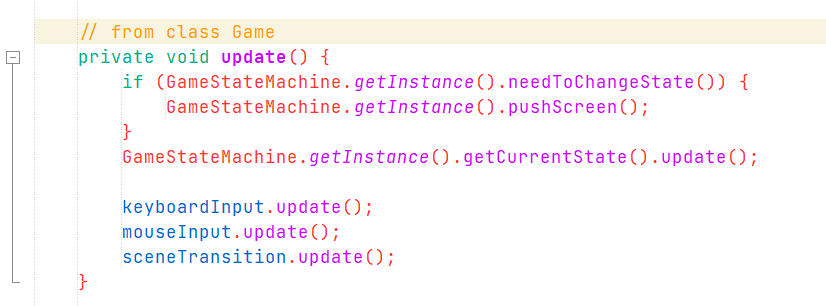 // from class Game
private void update() {
if (GameStateMachine.getInstance().needToChangeState()) {
GameStateMachine.getInstance().pushScreen();
}
GameStateMachine.getInstance().getCurrentState().update();
keyboardInput.update();
mouseInput.update();
sceneTransition.update();
}